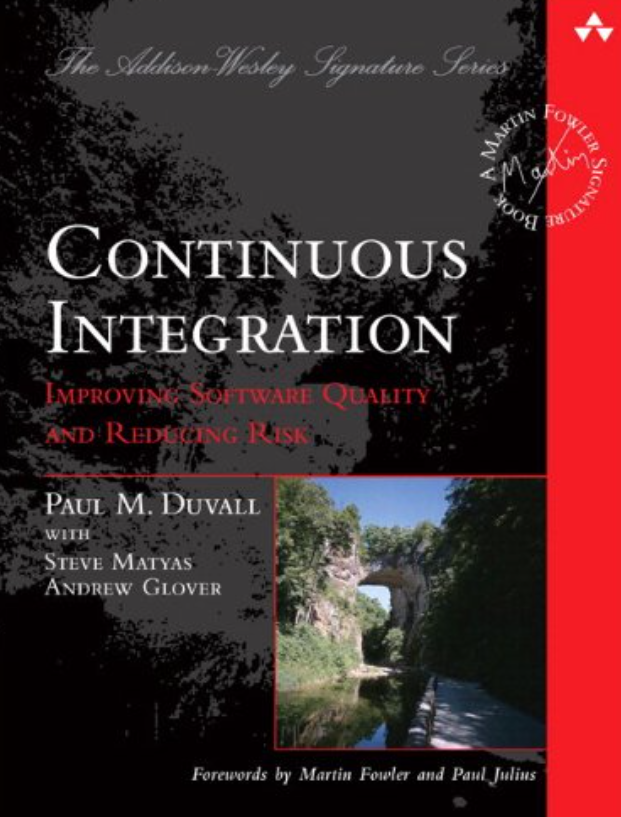 The Addison-Wesley Signature Series
A MARTIN FOWLER SIGNATURE BOOK
Martin
CONTINUOUS
INTEGRATION
IMPROVING SOFTWARE QUALITY
AND REDUCING RISK
PAUL M. DUVALL
WITH
STEVE MATYAS
ANDREW GLOVER
Forewords by Martin Fowler and Paul Julius